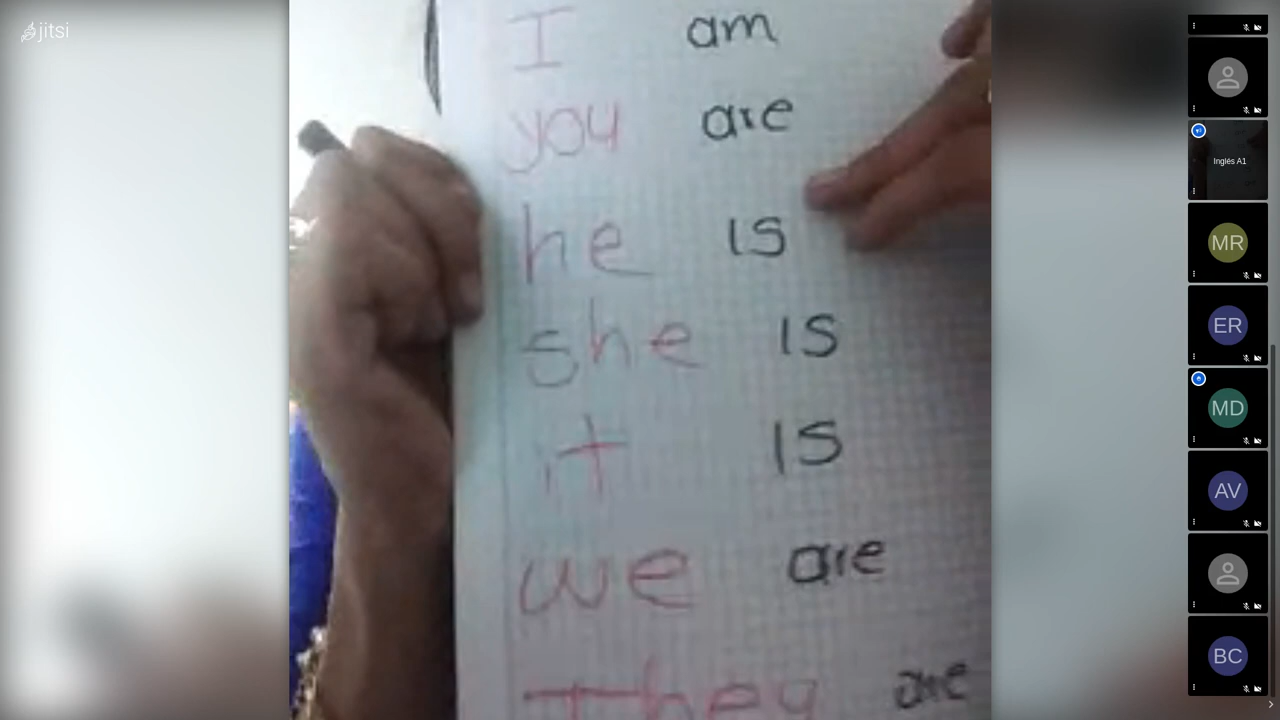 jitsi
I am
you are
he is
she is
it is
we are
they are
Inglés A1
MR
ER
MD
AV
BC